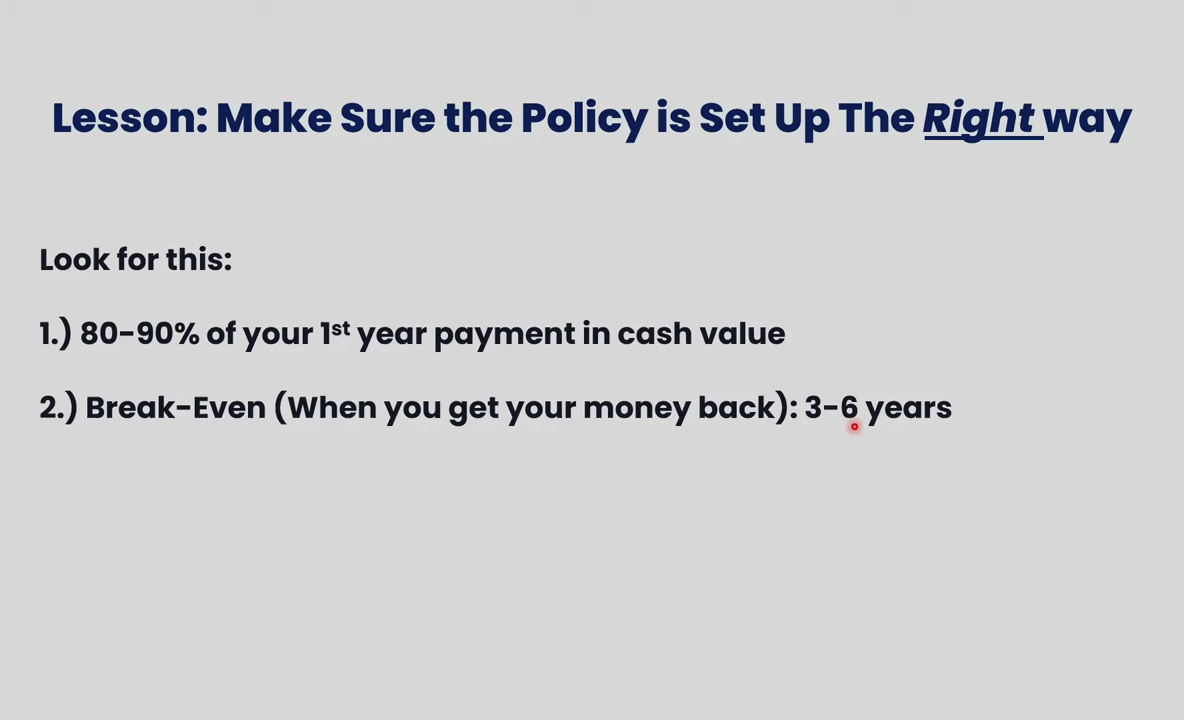 Lesson: Make Sure the Policy is Set Up The Right way
Look for this:
1.) 80-90% of your 1st year payment in cash value
2.) Break-Even (When you get your money back): 3-6 years